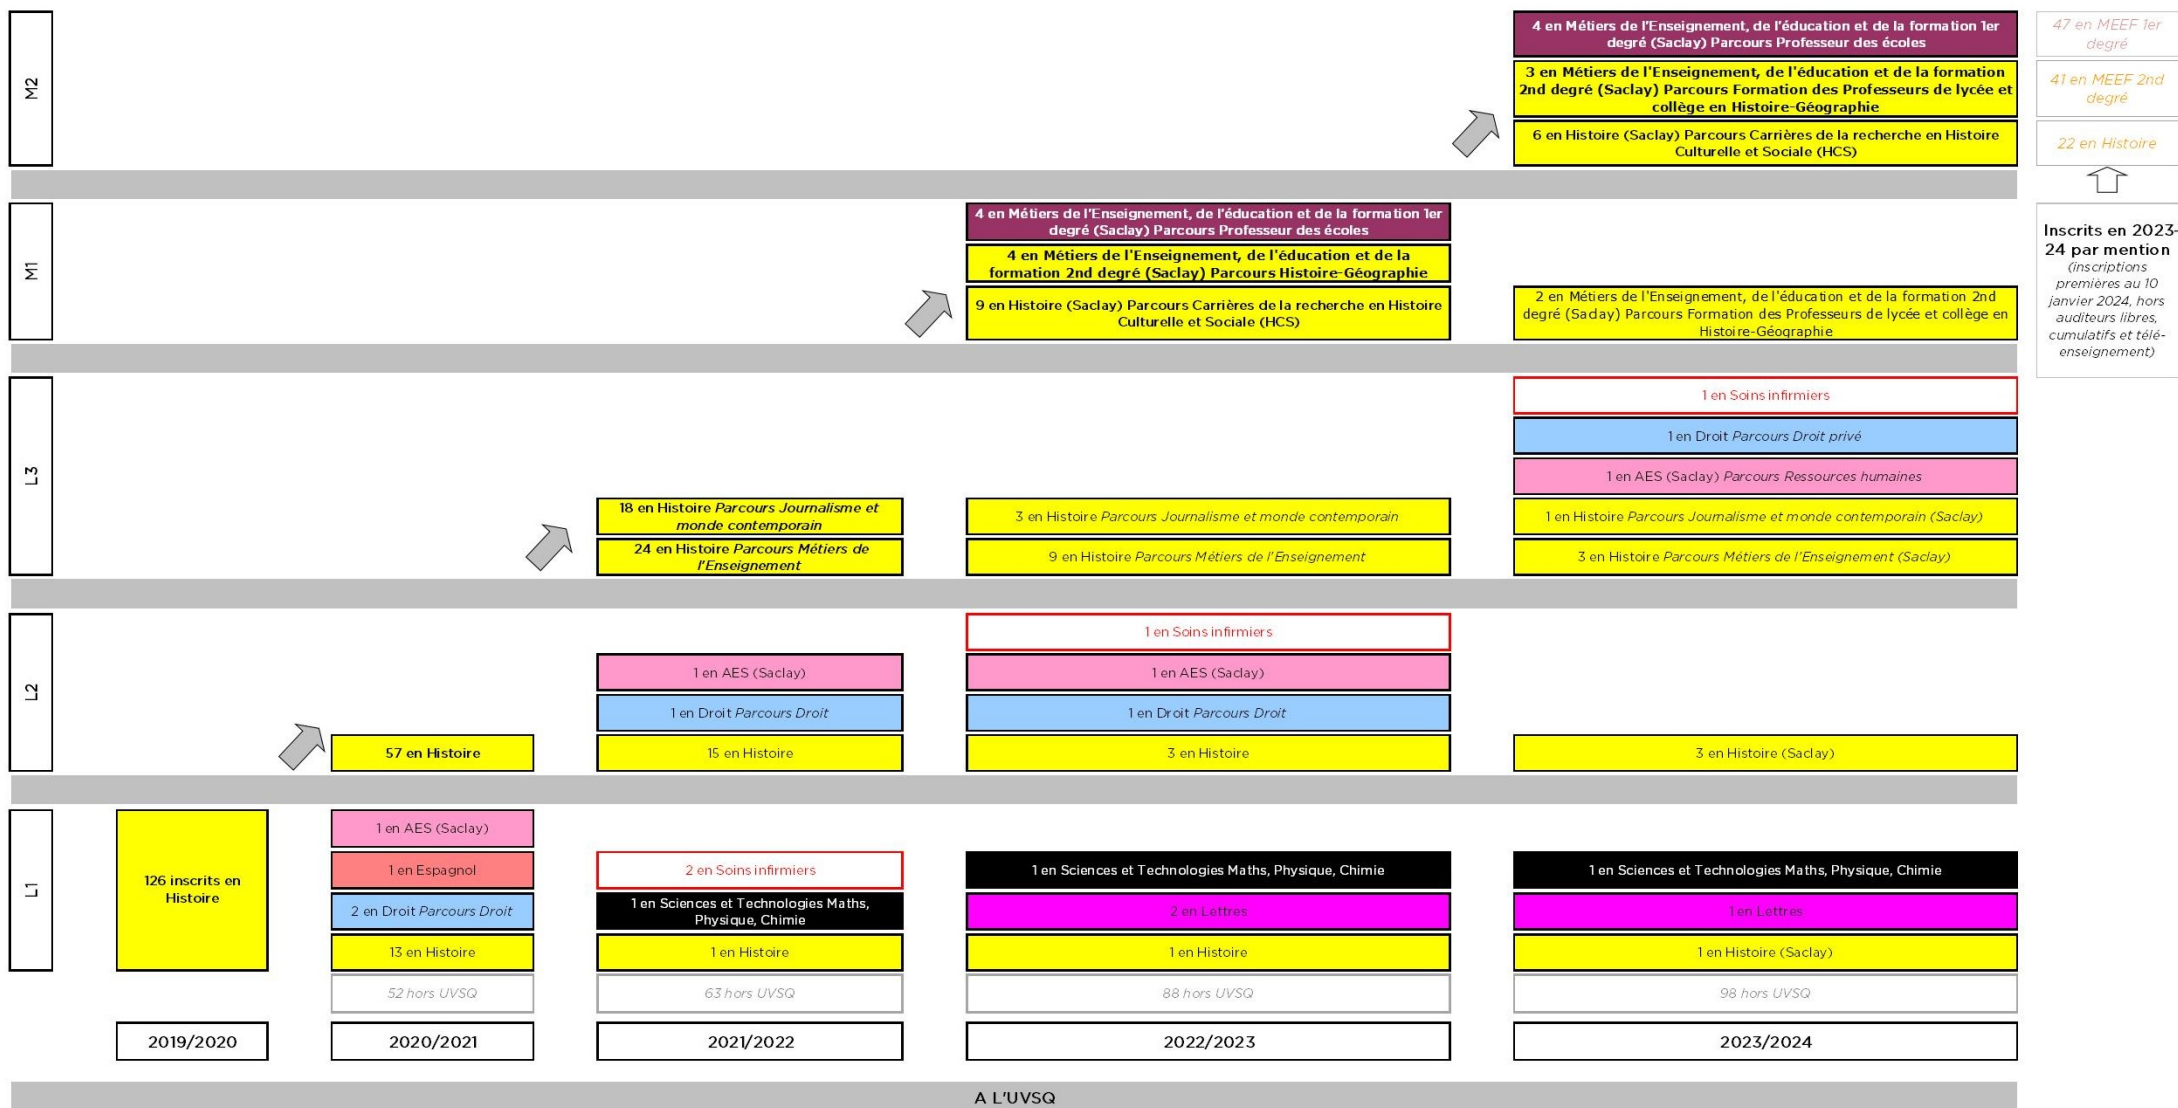 M2
4 en Métiers de l'Enseignement, de l'éducation et de la formation 1er
degré (Saclay) Parcours Professeur des écoles
3 en Métiers de l'Enseignement, de l'éducation et de la formation
2nd degré (Saclay) Parcours Formation des Professeurs de lycée et
collège en Histoire-Géographie
6 en Histoire (Saclay) Parcours Carrières de la recherche en Histoire
Culturelle et Sociale (HCS)
47 en MEEF 1er
degré
41 en MEEF 2nd
degré
22 en Histoire
M1
4 en Métiers de l'Enseignement, de l'éducation et de la formation 1er
degré (Saclay) Parcours Professeur des écoles
4 en Métiers de l'Enseignement, de l'éducation et de la
formation 2nd degré (Saclay) Parcours Histoire-Géographie
9 en Histoire (Saclay) Parcours Carrières de la recherche en Histoire
Culturelle et Sociale (HCS)
2 en Métiers de l'Enseignement, de l'éducation et de la formation 2nd
degré (Saclay) Parcours Formation des Professeurs de lycée et collège en
Histoire-Géographie
Inscrits en 2023-
24 par mention
(inscriptions
premières au 10
janvier 2024, hors
auditeurs libres,
cumulatifs et télé-
enseignement)
L3
18 en Histoire Parcours Journalisme et
monde contemporain
24 en Histoire Parcours Métiers de
l'Enseignement
3 en Histoire Parcours Journalisme et monde contemporain
9 en Histoire Parcours Métiers de l'Enseignement
1 en Soins infirmiers
1 en Droit Parcours Droit privé
1 en AES (Saclay) Parcours Ressources humaines
1 en Histoire Parcours Journalisme et monde contemporain (Saclay)
3 en Histoire Parcours Métiers de l'Enseignement (Saclay)
L2
57 en Histoire
1 en AES (Saclay)
1 en Droit Parcours Droit
15 en Histoire
1 en Soins infirmiers
1 en AES (Saclay)
1 en Droit Parcours Droit
3 en Histoire
3 en Histoire (Saclay)
L1
126 inscrits en
Histoire
1 en AES (Saclay)
1 en Espagnol
2 en Droit Parcours Droit
13 en Histoire
52 hors UVSQ
2 en Soins infirmiers
1 en Sciences et Technologies Maths,
Physique, Chimie
1 en Histoire
63 hors UVSQ
1 en Sciences et Technologies Maths, Physique, Chimie
2 en Lettres
1 en Histoire
88 hors UVSQ
1 en Sciences et Technologies Maths, Physique, Chimie
1 en Lettres
1 en Histoire (Saclay)
98 hors UVSQ
2019/2020
2020/2021
2021/2022
2022/2023
2023/2024
A L'UVSQ